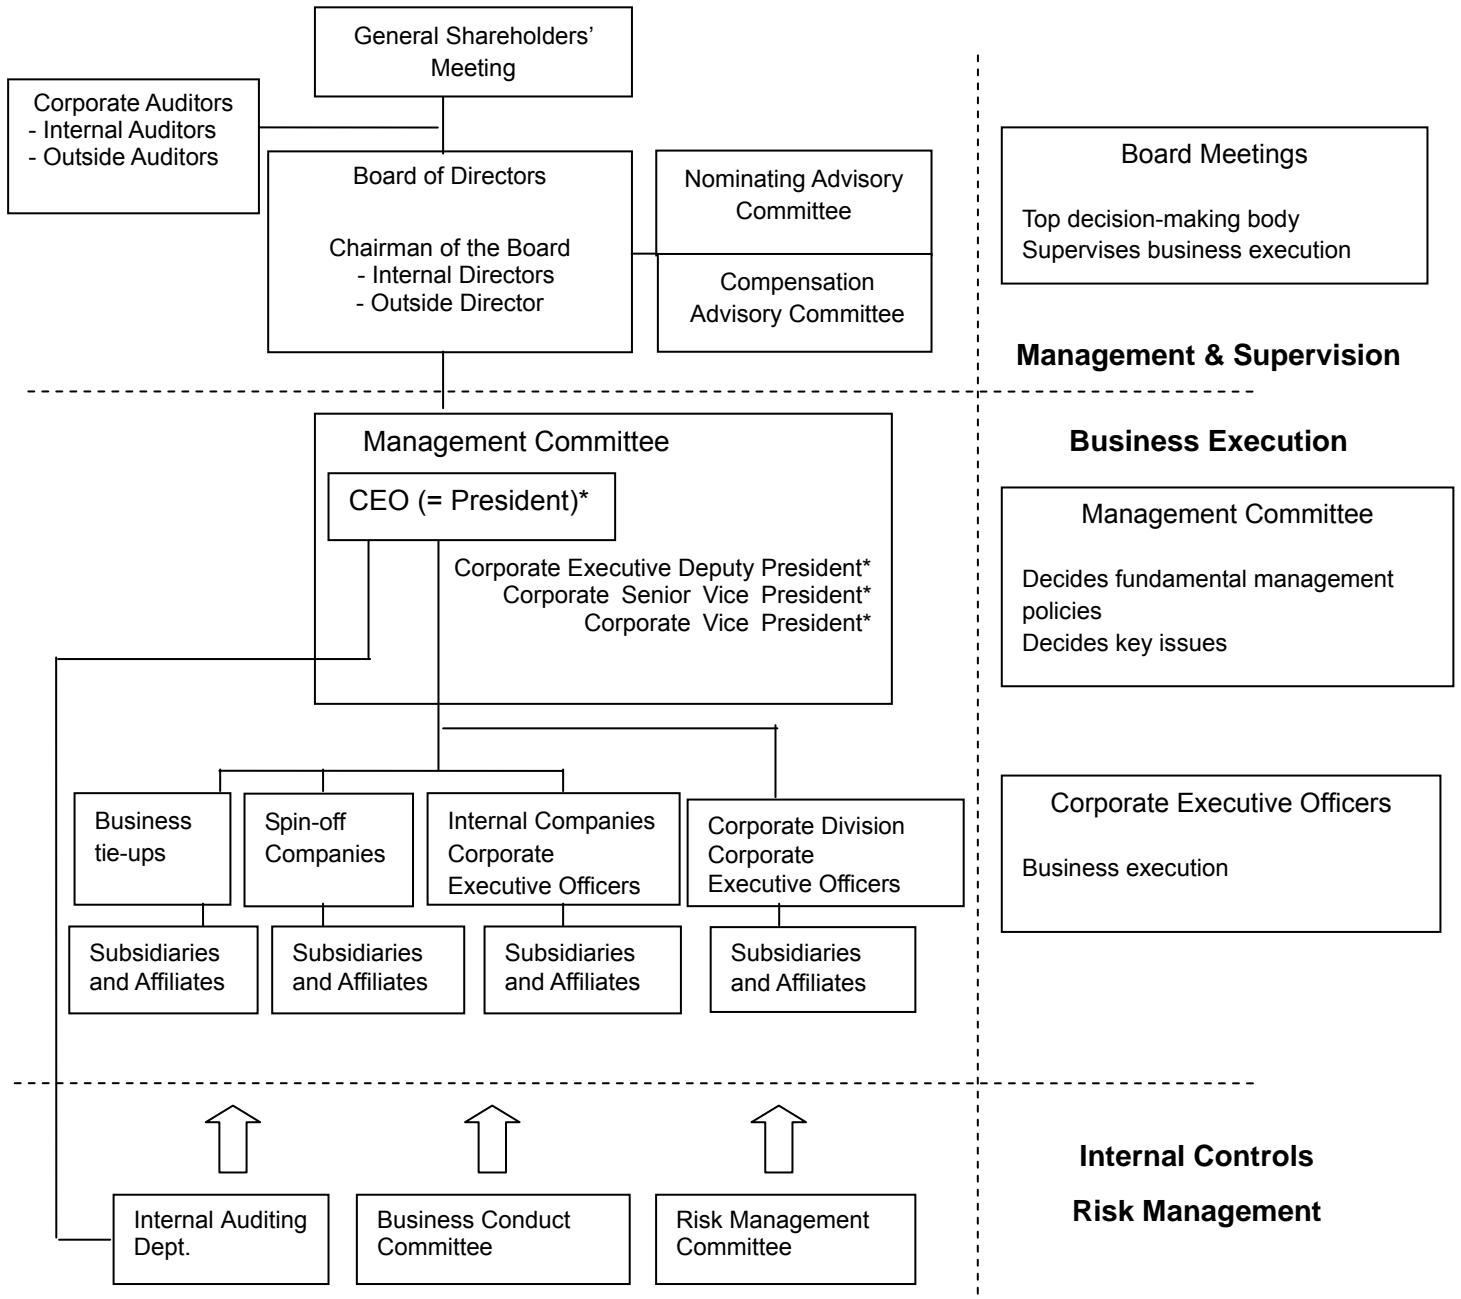 General Shareholders’
Meeting
Corporate Auditors
- Internal Auditors
- Outside Auditors
Board of Directors
Chairman of the Board
- Internal Directors
- Outside Director
Nominating Advisory
Committee
Compensation
Advisory Committee
Board Meetings
Top decision-making body
Supervises business execution
Management & Supervision
Business Execution
Management Committee
CEO (= President)*
Corporate Executive Deputy President*
Corporate Senior Vice President*
Corporate Vice President*
Management Committee
Decides fundamental management
policies
Decides key issues
Business
tie-ups
Spin-off
Companies
Internal Companies
Corporate
Executive Officers
Corporate Division
Corporate
Executive Officers
Corporate Executive Officers
Business execution
Subsidiaries
and Affiliates
Subsidiaries
and Affiliates
Subsidiaries
and Affiliates
Subsidiaries
and Affiliates
Internal Controls
Risk Management
Internal Auditing
Dept.
Business Conduct
Committee
Risk Management
Committee